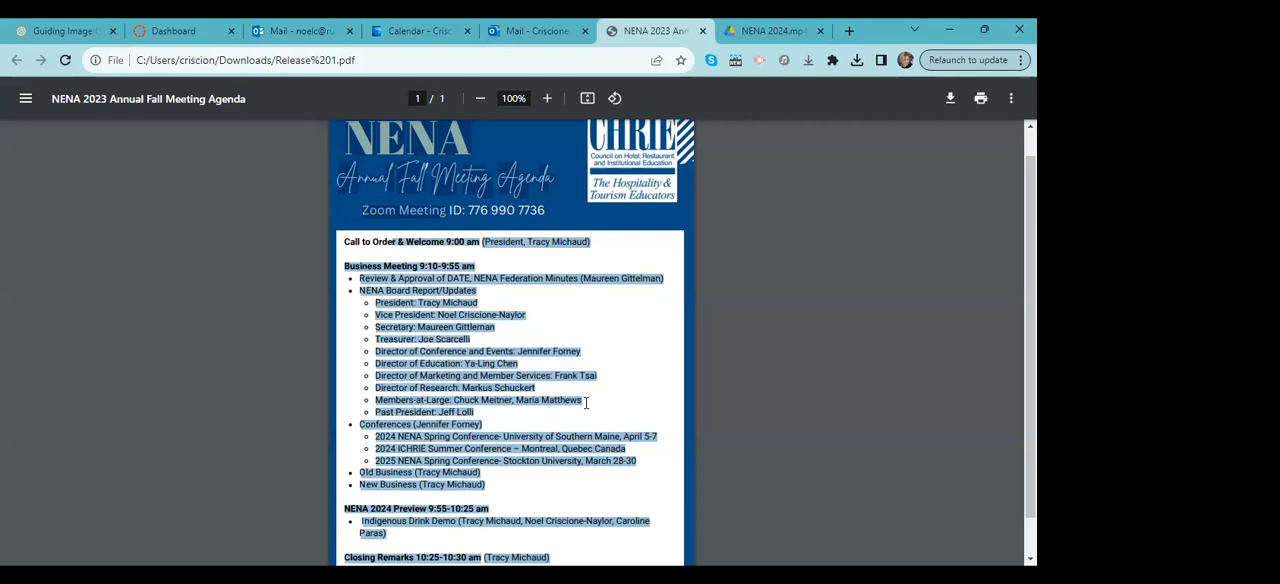 Guiding Image C
Dashboard
Mail - noelc@ru
Calendar - Crisc
Mail - Criscione
NENA 2023 Ann
NENA 2024.mp4
File C:/Users/criscion/Downloads/Release%201.pdf
NEW
Relaunch to update
NENA 2023 Annual Fall Meeting Agenda
1 / 1
100%
NENA
Annual Fall Meeting Agenda
Zoom Meeting ID: 776 990 7736
CHRIE
Council on Hotel, Restaurant,
and Institutional Education
The Hospitality &
Tourism Educators
Call to Order & Welcome 9:00 am (President, Tracy Michaud)
Business Meeting 9:10-9:55 am
• Review & Approval of DATE, NENA Federation Minutes (Maureen Gittelman)
• NENA Board Report/Updates
◦ President: Tracy Michaud
◦ Vice President: Noel Criscione-Naylor
◦ Secretary: Maureen Gittleman
◦ Treasurer: Joe Scarcelli
◦ Director of Conference and Events: Jennifer Forney
◦ Director of Education: Ya-Ling Chen
◦ Director of Marketing and Member Services: Frank Tsai
◦ Director of Research: Markus Schuckert
◦ Members-at-Large: Chuck Meitner, Maria Matthews
◦ Past President: Jeff Lolli
• Conferences (Jennifer Forney)
◦ 2024 NENA Spring Conference- University of Southern Maine, April 5-7
◦ 2024 ICHRIE Summer Conference – Montreal, Quebec Canada
◦ 2025 NENA Spring Conference- Stockton University, March 28-30
• Old Business (Tracy Michaud)
• New Business (Tracy Michaud)
NENA 2024 Preview 9:55-10:25 am
• Indigenous Drink Demo (Tracy Michaud, Noel Criscione-Naylor, Caroline
Paras)
Closing Remarks 10:25-10:30 am (Tracy Michaud)